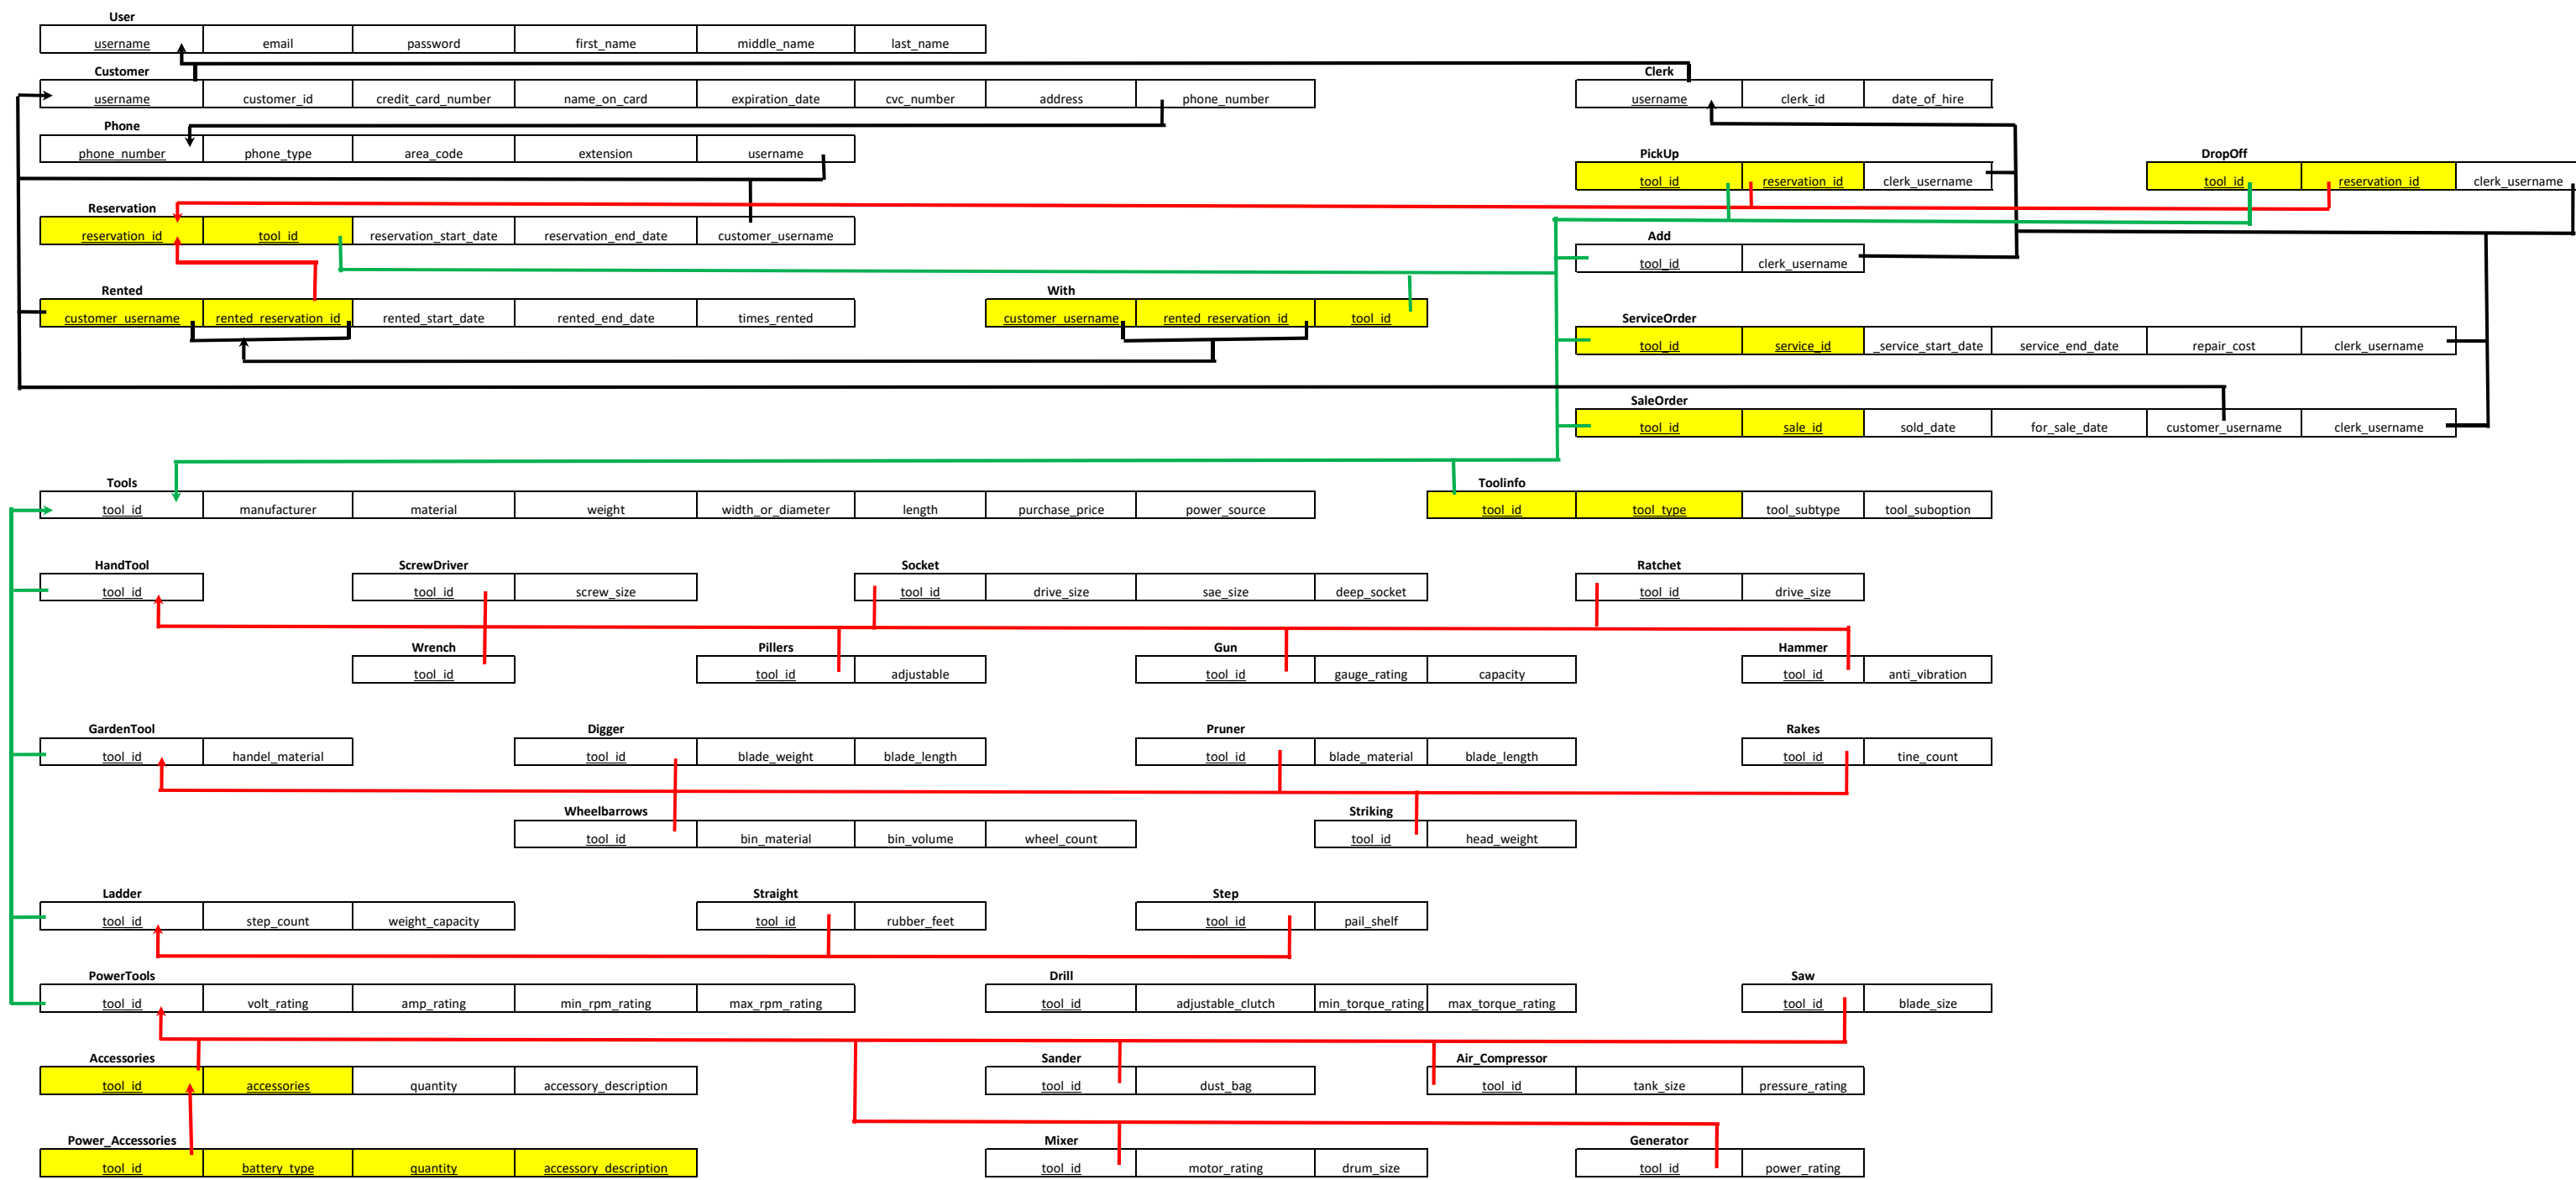 User
username email password first_name middle_name last_name
Customer Clerk
username customer_id credit_card_number name_on_card expiration_date cvc_number address phone_number username clerk_id date_of_hire
Phone
phone_number phone_type area_code extension username
PickUp DropOff
tool_id reservation_id clerk_username tool_id reservation_id clerk_username
Reservation
reservation_id tool_id reservation_start_date reservation_end_date customer_username
Add
tool_id clerk_username
Rented With
customer_username rented_reservation_id rented_start_date rented_end_date times_rented customer_username rented_reservation_id tool_id
ServiceOrder
tool_id service_id _service_start_date service_end_date repair_cost clerk_username
SaleOrder
tool_id sale_id sold_date for_sale_date customer_username clerk_username
Tools Toolinfo
tool_id manufacturer material weight width_or_diameter length purchase_price power_source tool_id tool_type tool_subtype tool_suboption
HandTool ScrewDriver Socket Ratchet
tool_id tool_id screw_size tool_id drive_size sae_size deep_socket tool_id drive_size
Wrench Pillers Gun Hammer
tool_id tool_id adjustable tool_id gauge_rating capacity tool_id anti_vibration
GardenTool Digger Pruner Rakes
tool_id handel_material tool_id blade_weight blade_length tool_id blade_material blade_length tool_id tine_count
Wheelbarrows Striking
tool_id bin_material bin_volume wheel_count tool_id head_weight
Ladder Straight Step
tool_id step_count weight_capacity tool_id rubber_feet tool_id pail_shelf
PowerTools Drill Saw
tool_id volt_rating amp_rating min_rpm_rating max_rpm_rating tool_id adjustable_clutch min_torque_rating max_torque_rating tool_id blade_size
Accessories Sander Air_Compressor
tool_id accessories quantity accessory_description tool_id dust_bag tool_id tank_size pressure_rating
Power_Accessories Mixer Generator
tool_id battery_type quantity accessory_description tool_id motor_rating drum_size tool_id power_rating